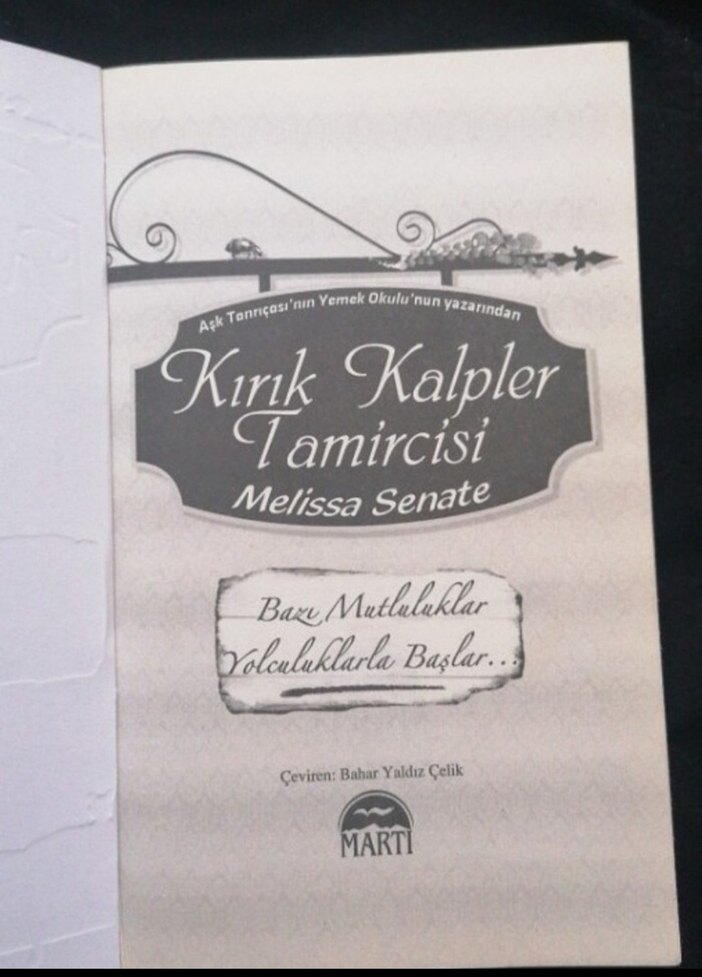 Aşk Tanrıçası'nın Yemek Okulu'nun yazarından
Kırık Kalpler
Tamircisi
Melissa Senate
Bazı Mutluluklar
Yolculuklarla Başlar...
Çeviren: Bahar Yaldız Çelik
MARTI